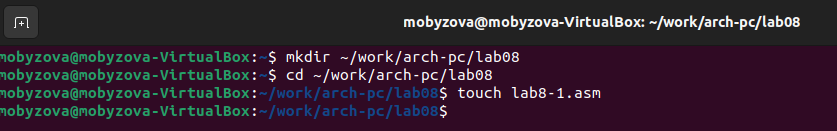 mobyzova@mobyzova-VirtualBox: ~/work/arch-pc/lab08
mobyzova@mobyzova-VirtualBox:~$ mkdir ~/work/arch-pc/lab08
mobyzova@mobyzova-VirtualBox:~$ cd ~/work/arch-pc/lab08
mobyzova@mobyzova-VirtualBox:~/work/arch-pc/lab08$ touch lab8-1.asm
mobyzova@mobyzova-VirtualBox:~/work/arch-pc/lab08$